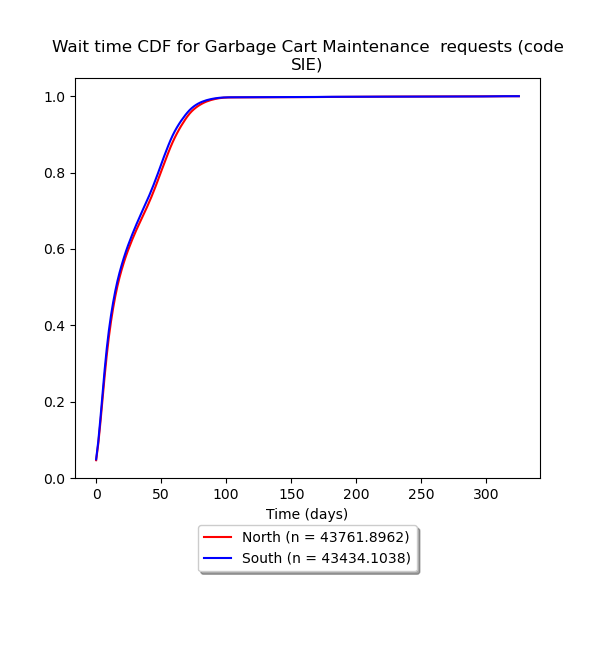 Wait time CDF for Garbage Cart Maintenance  requests (code
SIE)
1.0
0.8
0.6
0.4
0.2
0.0
0 50 100 150 200 250 300
Time (days)
North (n = 43761.8962)
South (n = 43434.1038)